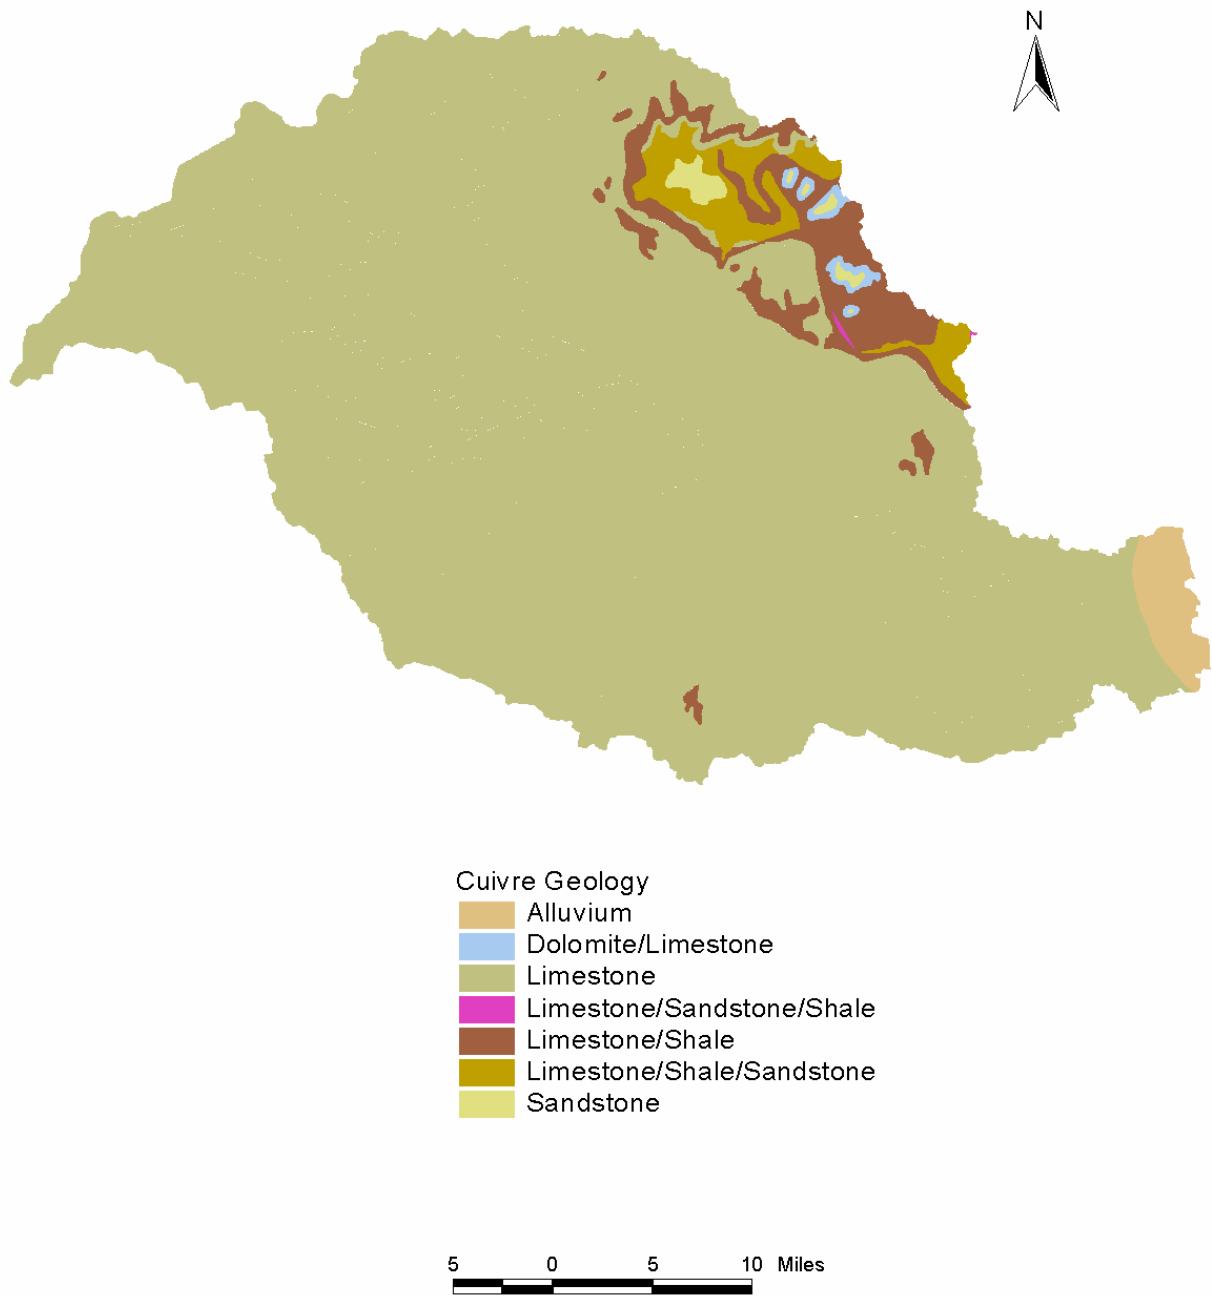 N
Cuivre Geology
Alluvium
Dolomite/Limestone
Limestone
Limestone/Sandstone/Shale
Limestone/Shale
Limestone/Shale/Sandstone
Sandstone
5 0 5 10 Miles